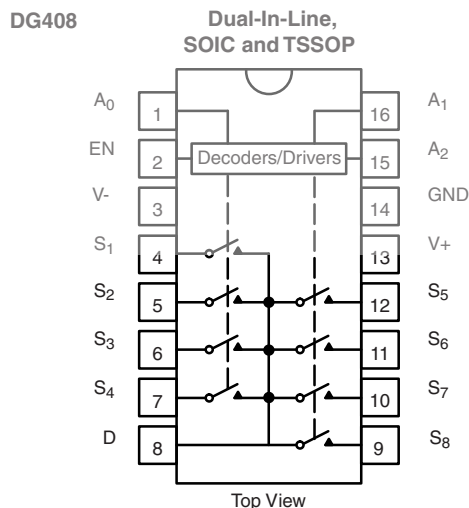 DG408
Dual-In-Line,
SOIC and TSSOP
A0 1 16 A1
EN 2 Decoders/Drivers 15 A2
V- 3 14 GND
S1 4 13 V+
S2 5 12 S5
S3 6 11 S6
S4 7 10 S7
D 8 9 S8
Top View